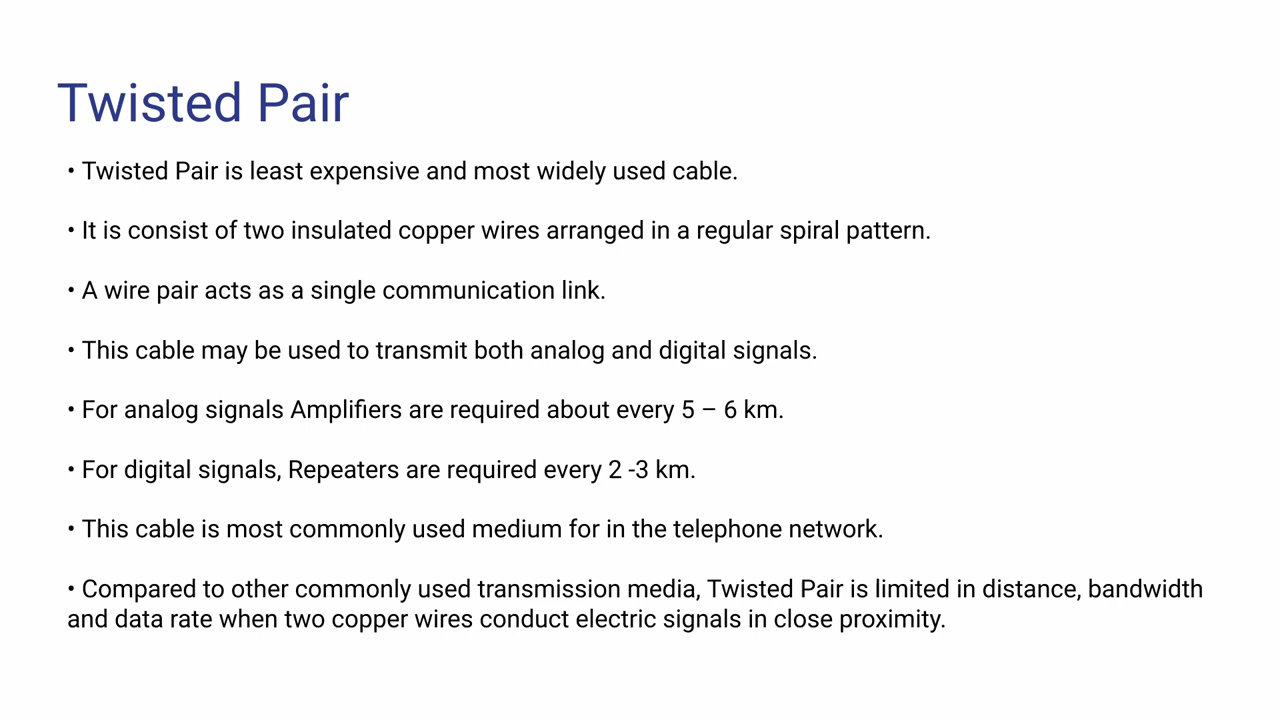 Twisted Pair
• Twisted Pair is least expensive and most widely used cable.
• It is consist of two insulated copper wires arranged in a regular spiral pattern.
• A wire pair acts as a single communication link.
• This cable may be used to transmit both analog and digital signals.
• For analog signals Amplifiers are required about every 5 – 6 km.
• For digital signals, Repeaters are required every 2 -3 km.
• This cable is most commonly used medium for in the telephone network.
• Compared to other commonly used transmission media, Twisted Pair is limited in distance, bandwidth
and data rate when two copper wires conduct electric signals in close proximity.